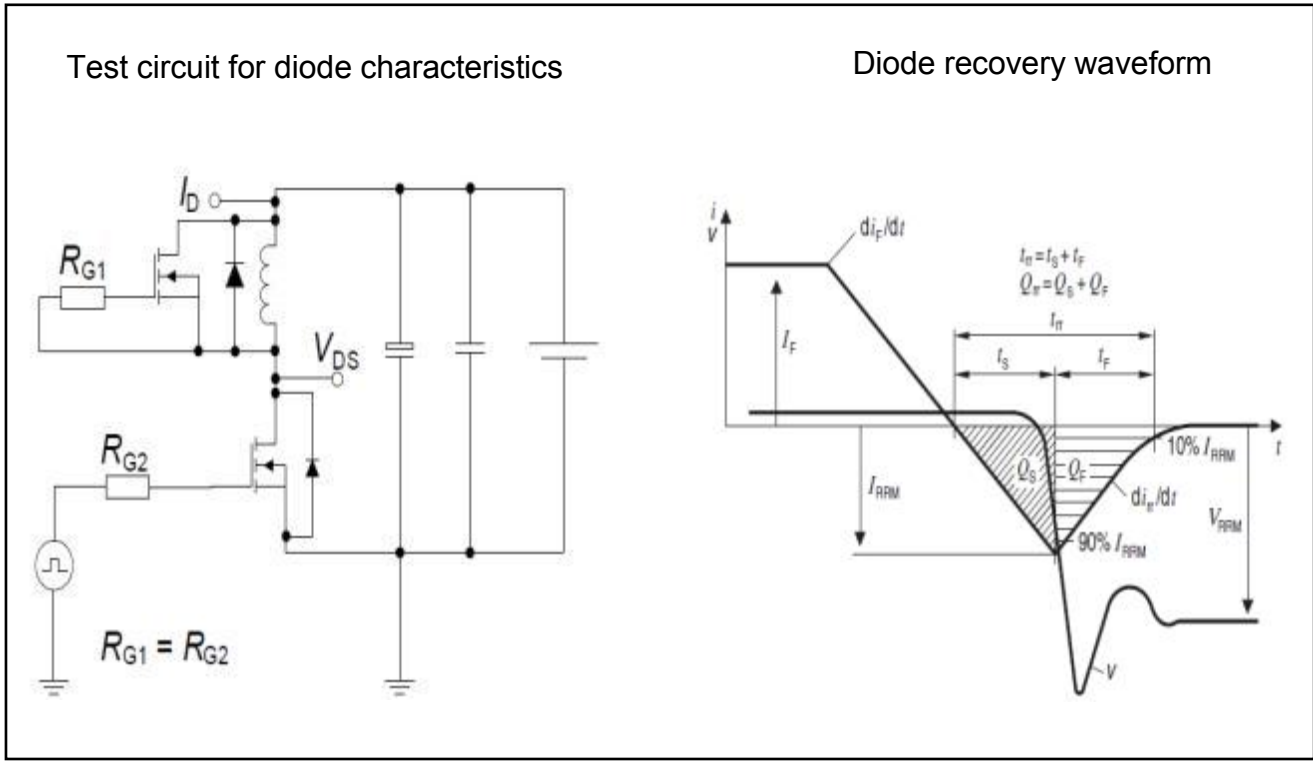 Test circuit for diode characteristics
Diode recovery waveform
I_D
R_G1
V_DS
R_G2
R_G1 = R_G2
i
v
di_F/dt
t_rr = t_S + t_F
Q_rr = Q_S + Q_F
t_rr
I_F
t_S
t_F
Q_S
Q_F
10% I_RRM
t
I_RRM
di_rr/dt
V_RRM
90% I_RRM
v